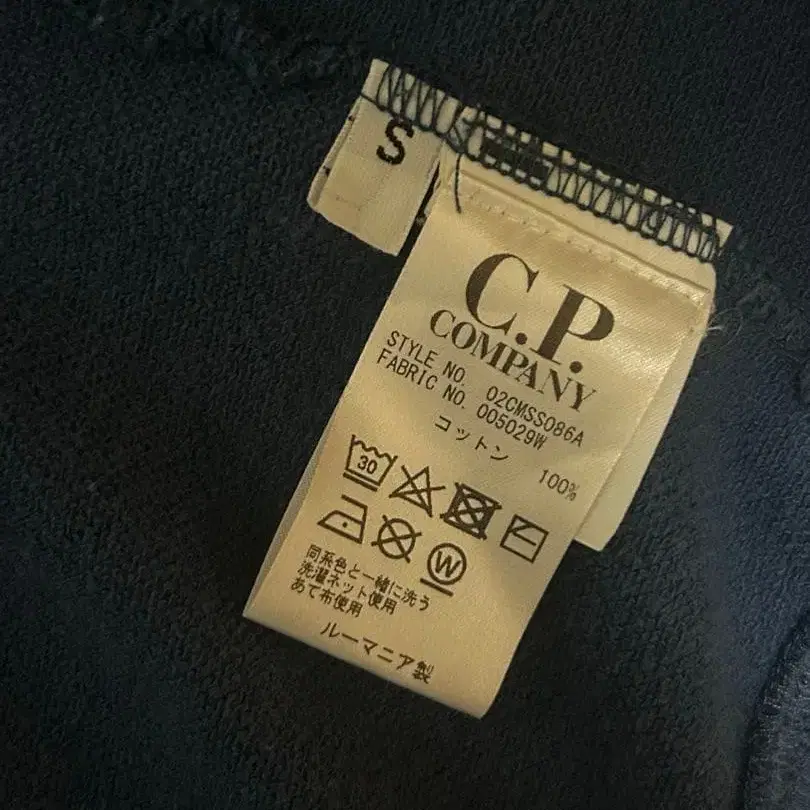 S
C.P.
COMPANY
STYLE NO. 02CMSS086A
FABRIC NO. 005029W
コットン 100%
30
W
同系色と一緒に洗う
洗濯ネット使用
あて布使用
ルーマニア製